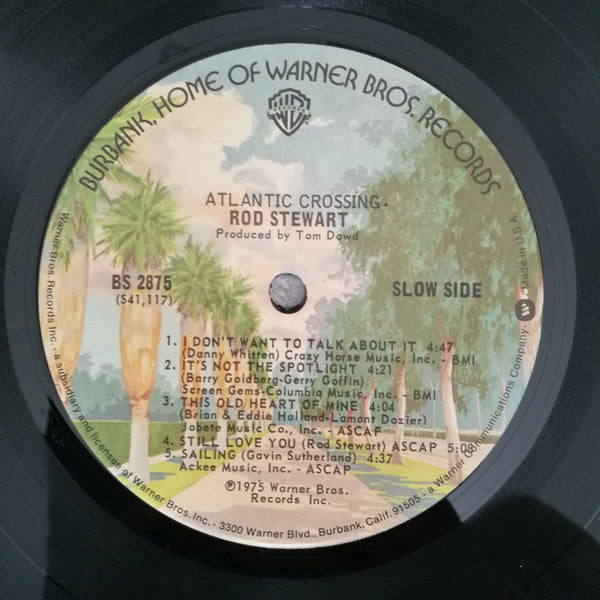 BURBANK, HOME OF WARNER BROS. RECORDS
WB
RECORDS
ATLANTIC CROSSING
ROD STEWART
Produced by Tom Dowd
BS 2875
(S41,117)
SLOW SIDE
1. I DON'T WANT TO TALK ABOUT IT 4:47
(Danny Whitten) Crazy Horse Music, Inc. - BMI
2. IT'S NOT THE SPOTLIGHT 4:21
(Barry Goldberg-Gerry Goffin)
Screen Gems-Columbia Music, Inc. - BMI
3. THIS OLD HEART OF MINE 4:04
(Brian & Eddie Holland-Lamont Dozier)
Jobete Music Co., Inc. - ASCAP
4. STILL LOVE YOU (Rod Stewart) ASCAP 5:08
5. SAILING (Gavin Sutherland) 4:37
Ackee Music, Inc. - ASCAP
℗1975 Warner Bros.
Records Inc.
Warner Bros. Records Inc. • a subsidiary and licensee of Warner Bros. Inc. • 3300 Warner Blvd., Burbank, Calif. 91505 • a Warner Communications Company • Made in U.S.A.